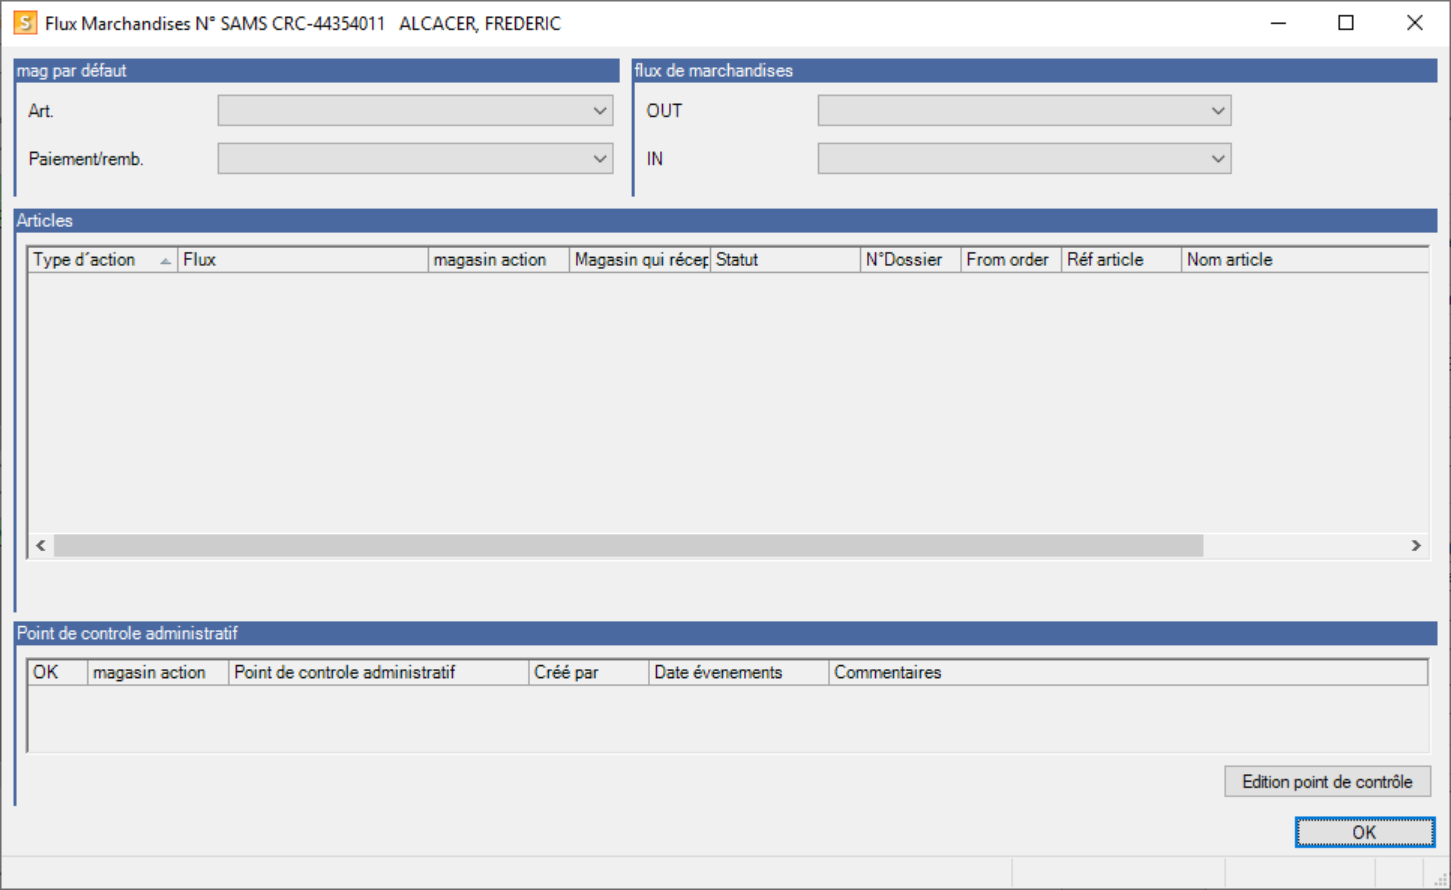 Flux Marchandises N° SAMS CRC-44354011 ALCACER, FREDERIC
mag par défaut
flux de marchandises
Art.
OUT
Paiement/remb.
IN
Articles
Type d´action Flux magasin action Magasin qui récep Statut N°Dossier From order Réf article Nom article
Point de controle administratif
OK magasin action Point de controle administratif Créé par Date évenements Commentaires
Edition point de contrôle
OK